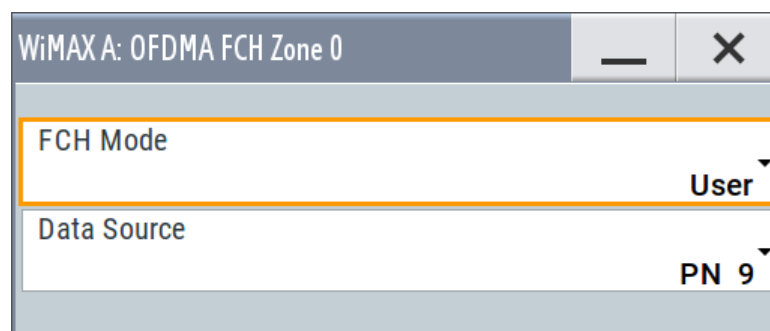 WiMAX A: OFDMA FCH Zone 0
FCH Mode
User
Data Source
PN 9